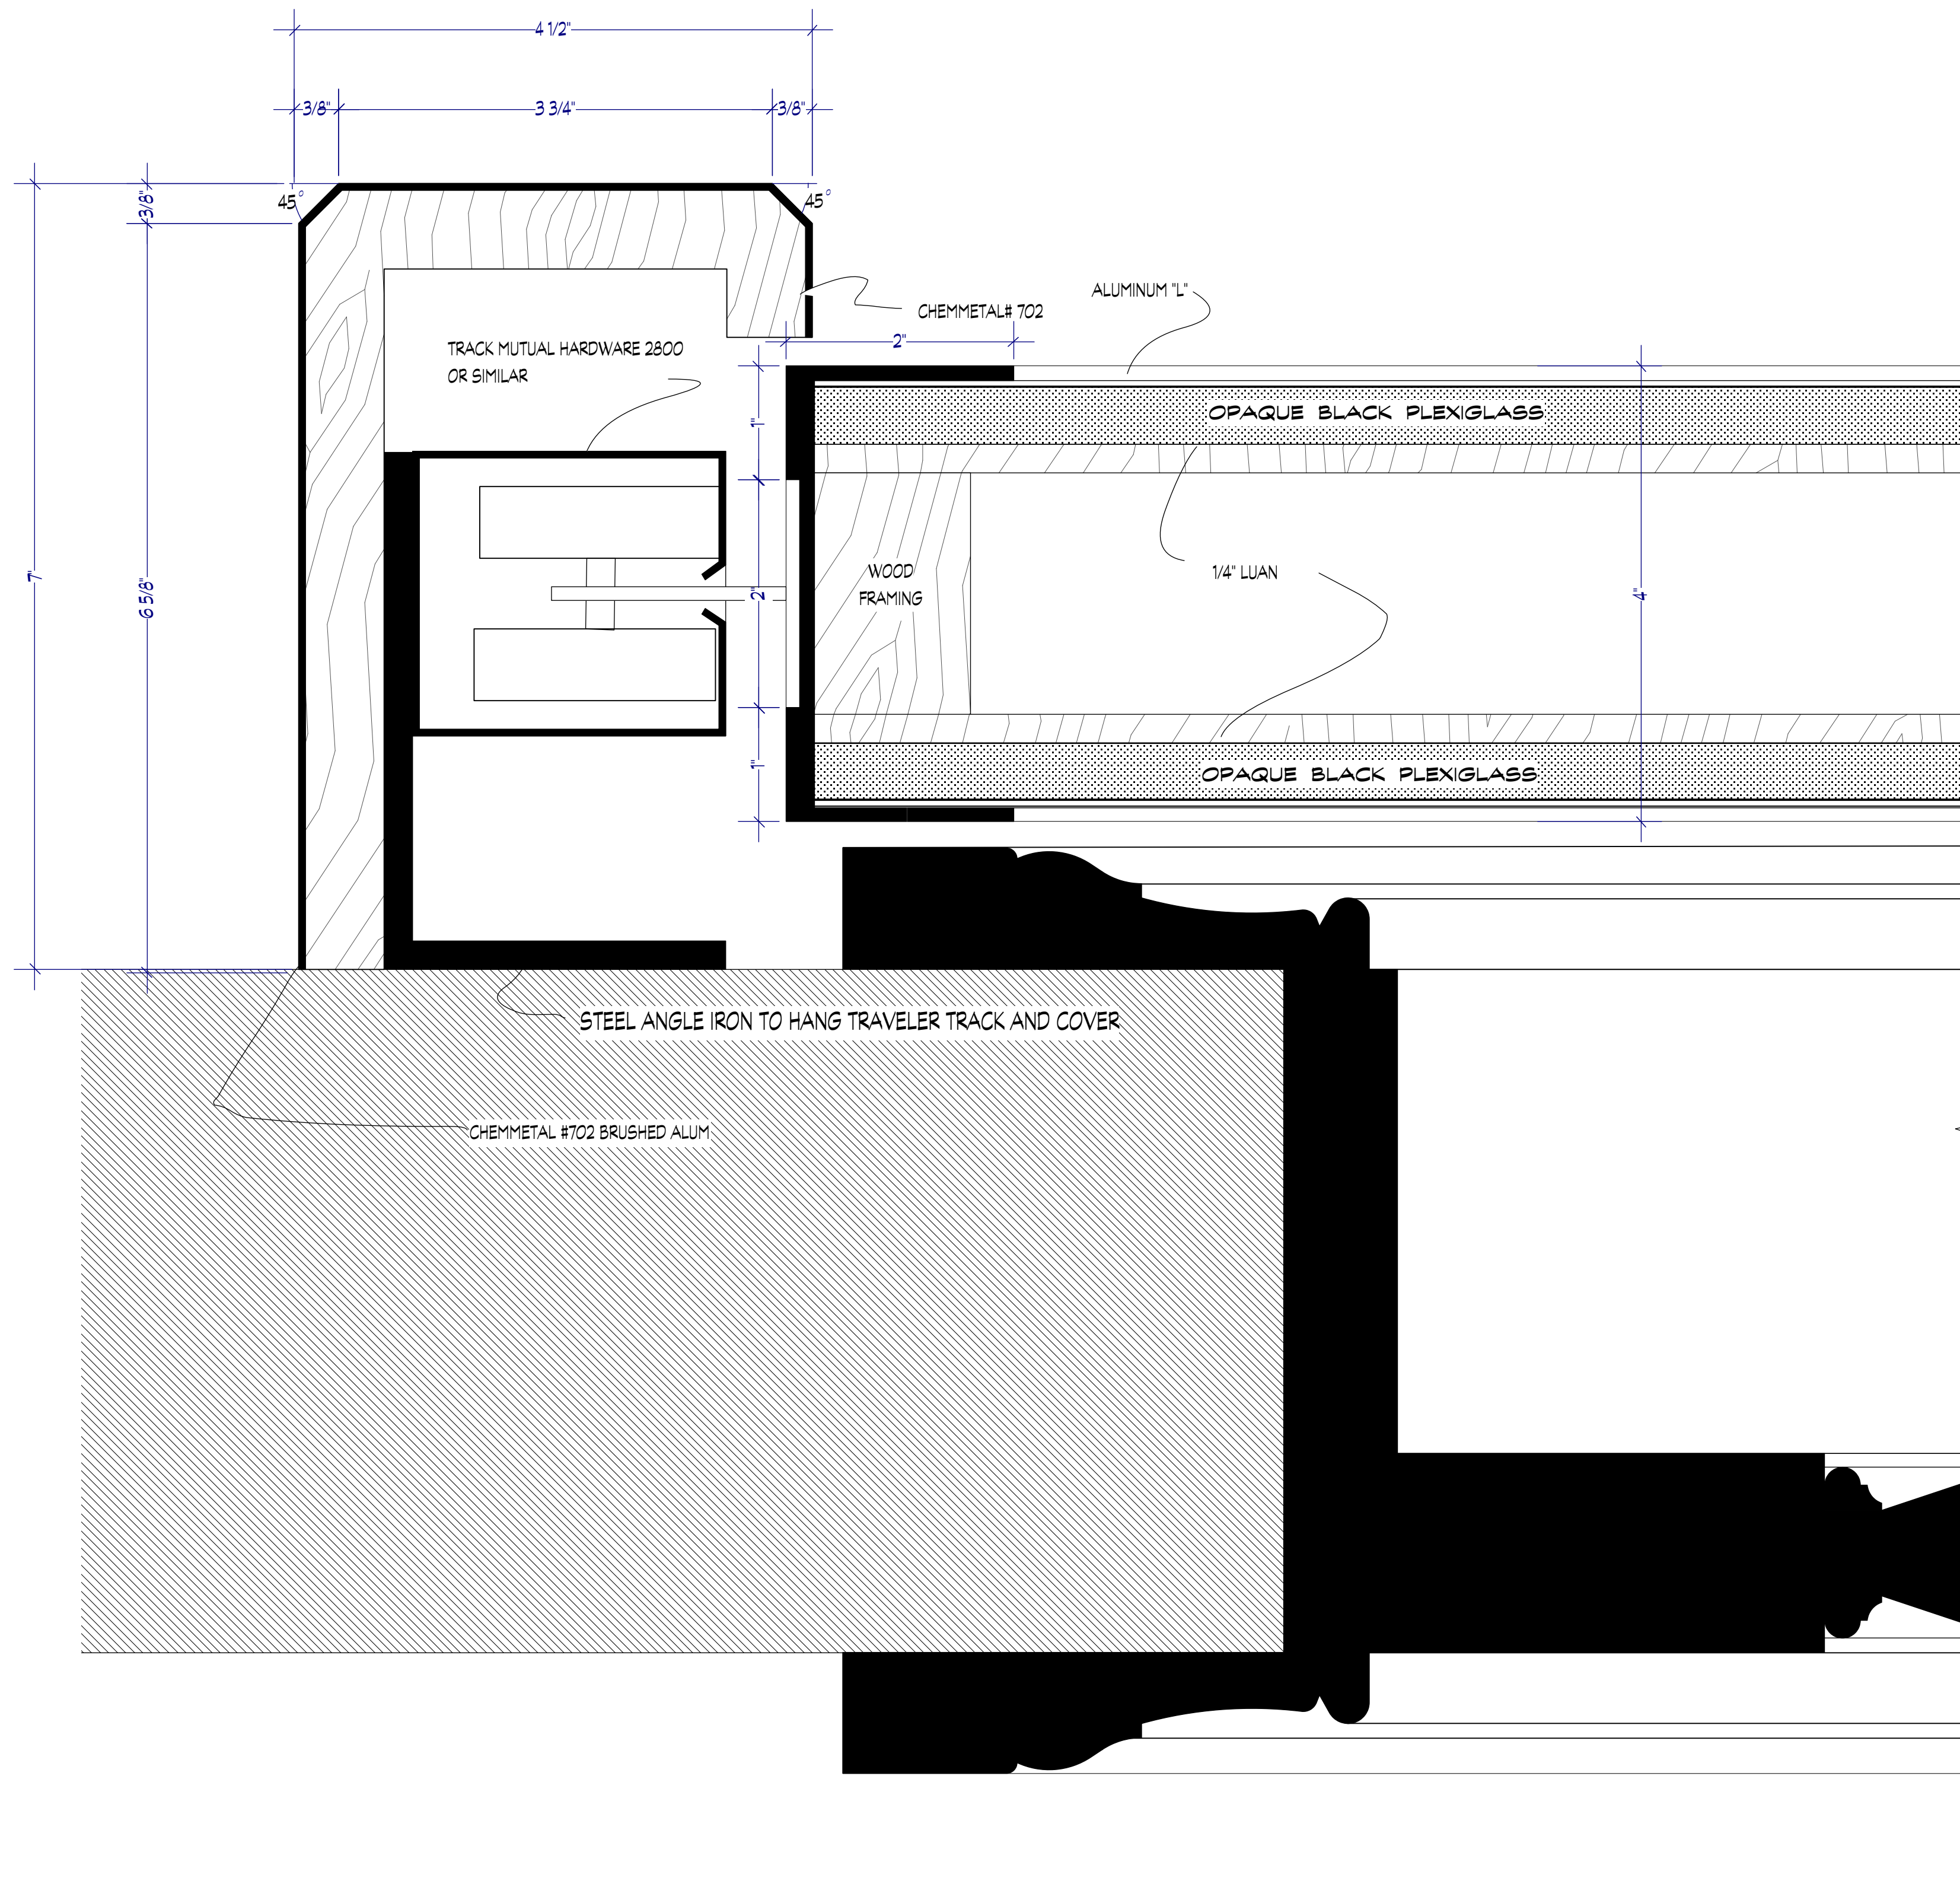 4 1/2"
3/8" 3 3/4" 3/8"
3/8"
45° 45°
7"
6 5/8"
CHEMMETAL# 702
ALUMINUM "L"
2"
TRACK MUTUAL HARDWARE 2800
OR SIMILAR
1"
OPAQUE BLACK PLEXIGLASS
WOOD
FRAMING
1/4" LUAN
2"
4"
1"
OPAQUE BLACK PLEXIGLASS
STEEL ANGLE IRON TO HANG TRAVELER TRACK AND COVER
CHEMMETAL #702 BRUSHED ALUM